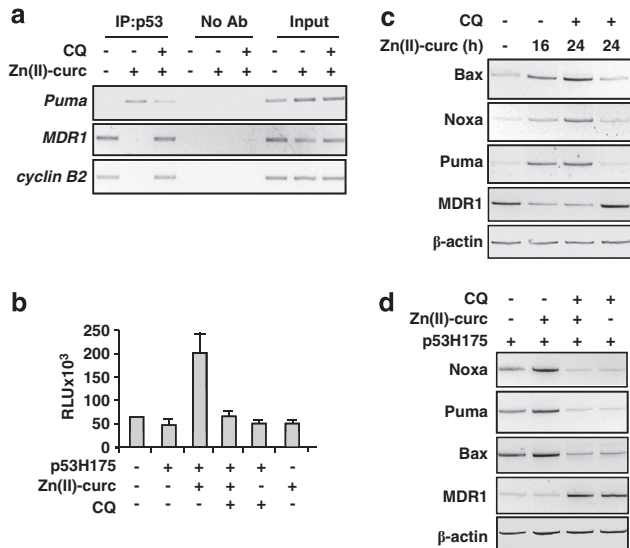 a
IP:p53 No Ab Input
CQ - - + - - + - - +
Zn(II)-curc - + + - + + - + +
Puma
MDR1
cyclin B2
b
RLUx10³
250
200
150
100
50
0
p53H175 - + + + + -
Zn(II)-curc - - + + - +
CQ - - - + + -
c
CQ - - + +
Zn(II)-curc (h) - 16 24 24
Bax
Noxa
Puma
MDR1
β-actin
d
CQ - - + +
Zn(II)-curc - + + -
p53H175 + + + +
Noxa
Puma
Bax
MDR1
β-actin